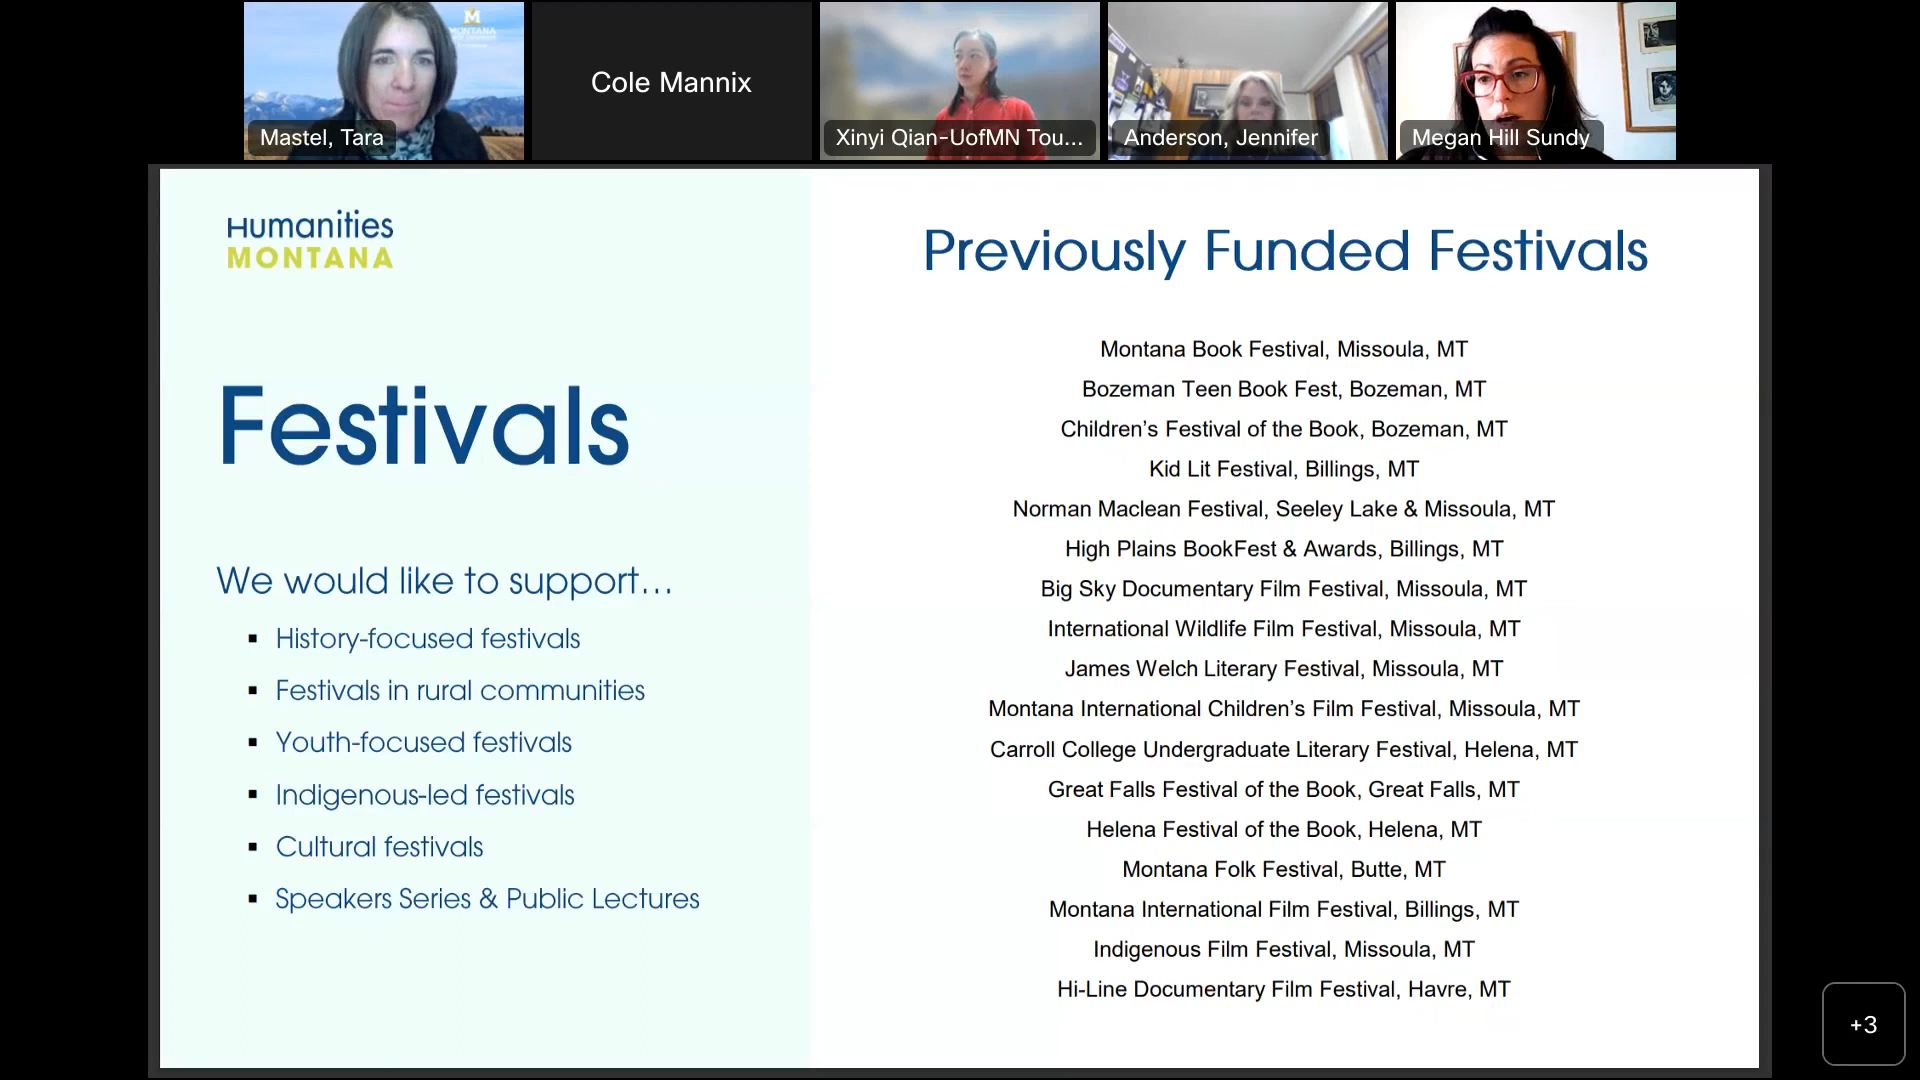 MONTANA
Mastel, Tara
Cole Mannix
Xinyi Qian-UofMN Tou...
Anderson, Jennifer
Megan Hill Sundy
Humanities
MONTANA
Festivals
We would like to support...
▪ History-focused festivals
▪ Festivals in rural communities
▪ Youth-focused festivals
▪ Indigenous-led festivals
▪ Cultural festivals
▪ Speakers Series & Public Lectures
Previously Funded Festivals
Montana Book Festival, Missoula, MT
Bozeman Teen Book Fest, Bozeman, MT
Children’s Festival of the Book, Bozeman, MT
Kid Lit Festival, Billings, MT
Norman Maclean Festival, Seeley Lake & Missoula, MT
High Plains BookFest & Awards, Billings, MT
Big Sky Documentary Film Festival, Missoula, MT
International Wildlife Film Festival, Missoula, MT
James Welch Literary Festival, Missoula, MT
Montana International Children’s Film Festival, Missoula, MT
Carroll College Undergraduate Literary Festival, Helena, MT
Great Falls Festival of the Book, Great Falls, MT
Helena Festival of the Book, Helena, MT
Montana Folk Festival, Butte, MT
Montana International Film Festival, Billings, MT
Indigenous Film Festival, Missoula, MT
Hi-Line Documentary Film Festival, Havre, MT
+3